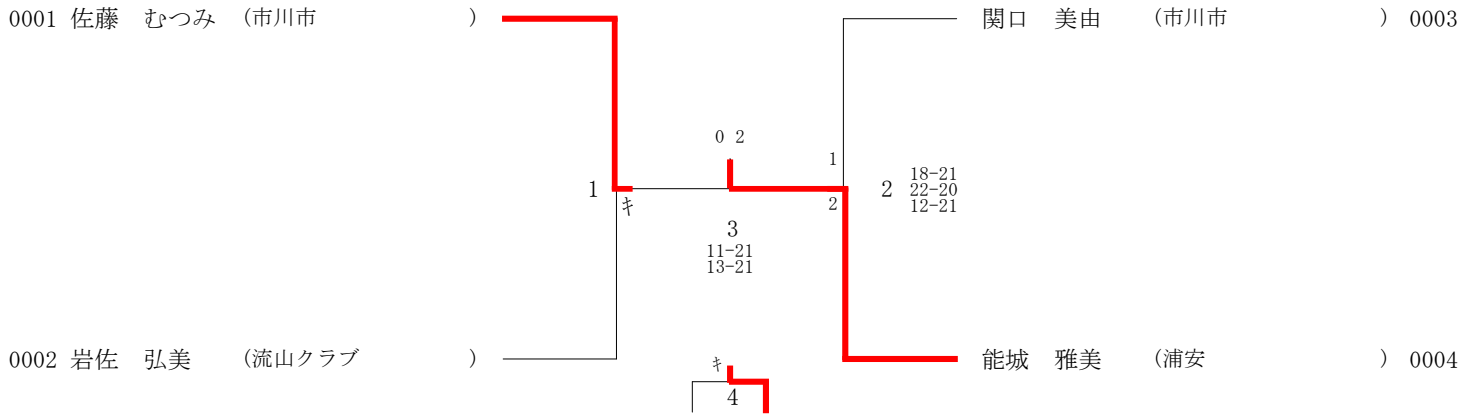 0001 佐藤 むつみ (市川市 )
関口 美由 (市川市 ) 0003
0 2
1
1
2
18-21
22-20
12-21
キ
2
3
11-21
13-21
0002 岩佐 弘美 (流山クラブ )
能城 雅美 (浦安 ) 0004
キ
4